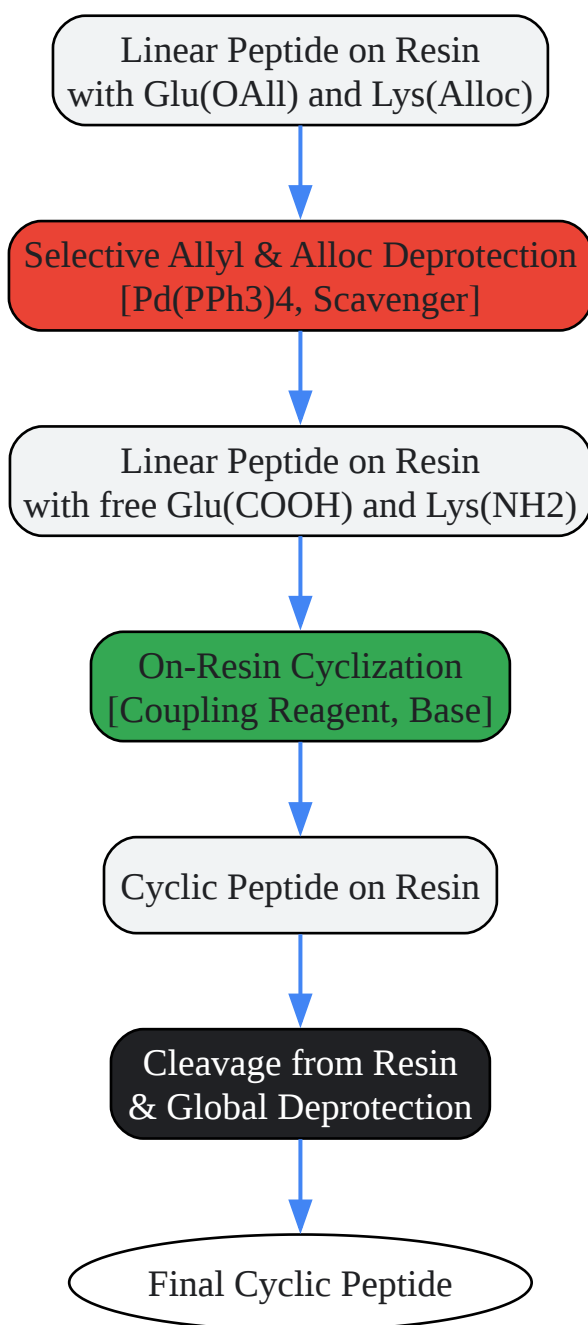 Linear Peptide on Resin
with Glu(OAll) and Lys(Alloc)
Selective Allyl & Alloc Deprotection
[Pd(PPh3)4, Scavenger]
Linear Peptide on Resin
with free Glu(COOH) and Lys(NH2)
On-Resin Cyclization
[Coupling Reagent, Base]
Cyclic Peptide on Resin
Cleavage from Resin
& Global Deprotection
Final Cyclic Peptide